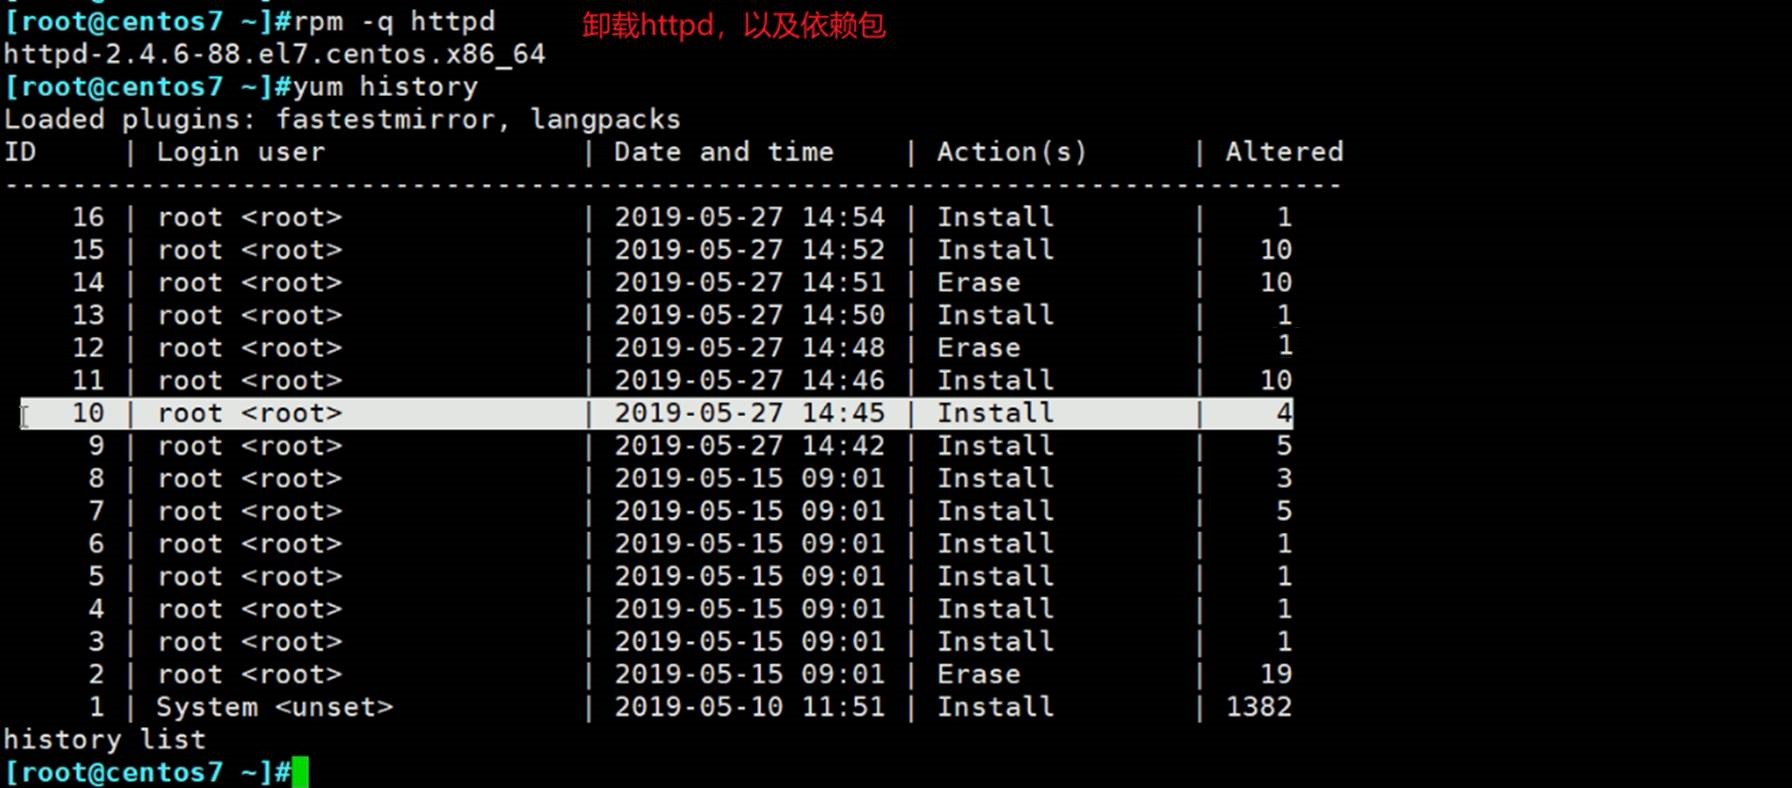 [root@centos7 ~]#rpm -q httpd 卸载httpd，以及依赖包
httpd-2.4.6-88.el7.centos.x86_64
[root@centos7 ~]#yum history
Loaded plugins: fastestmirror, langpacks
ID | Login user | Date and time | Action(s) | Altered
-------------------------------------------------------------------------------
16 | root <root> | 2019-05-27 14:54 | Install | 1
15 | root <root> | 2019-05-27 14:52 | Install | 10
14 | root <root> | 2019-05-27 14:51 | Erase | 10
13 | root <root> | 2019-05-27 14:50 | Install | 1
12 | root <root> | 2019-05-27 14:48 | Erase | 1
11 | root <root> | 2019-05-27 14:46 | Install | 10
10 | root <root> | 2019-05-27 14:45 | Install | 4
9 | root <root> | 2019-05-27 14:42 | Install | 5
8 | root <root> | 2019-05-15 09:01 | Install | 3
7 | root <root> | 2019-05-15 09:01 | Install | 5
6 | root <root> | 2019-05-15 09:01 | Install | 1
5 | root <root> | 2019-05-15 09:01 | Install | 1
4 | root <root> | 2019-05-15 09:01 | Install | 1
3 | root <root> | 2019-05-15 09:01 | Install | 1
2 | root <root> | 2019-05-15 09:01 | Erase | 19
1 | System <unset> | 2019-05-10 11:51 | Install | 1382
history list
[root@centos7 ~]#